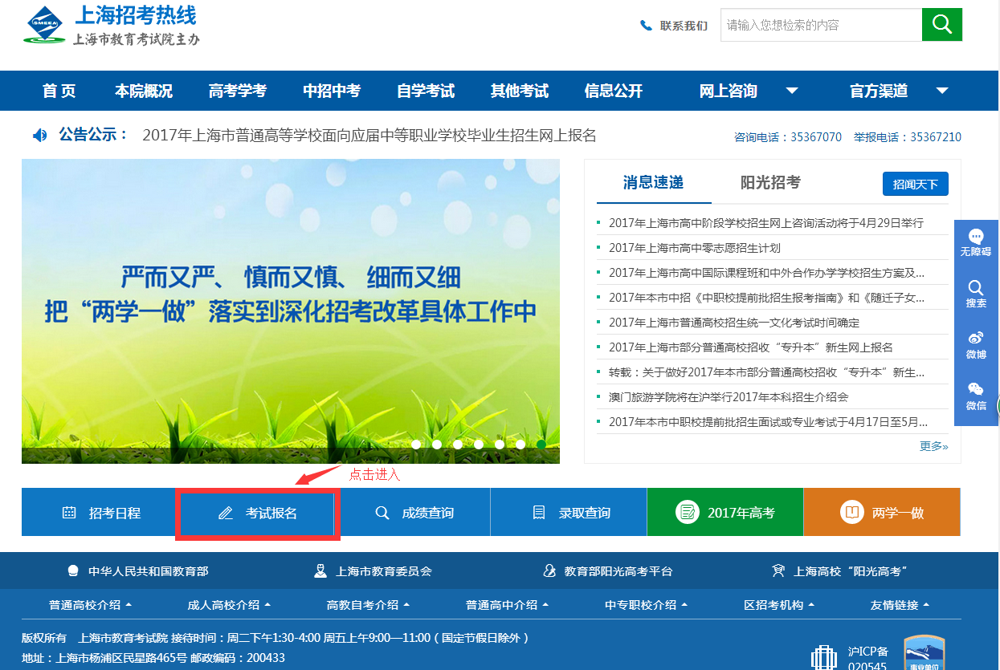 上海招考热线
上海市教育考试院主办
联系我们
请输入您想检索的内容
首 页 本院概况 高考学考 中招中考 自学考试 其他考试 信息公开 网上咨询 官方渠道
公告公示： 2017年上海市普通高等学校面向应届中等职业学校毕业生招生网上报名
咨询电话：35367070 举报电话：35367210
严而又严、 慎而又慎、 细而又细
把“两学一做”落实到深化招考改革具体工作中
消息速递 阳光招考 招闻天下
2017年上海市高中阶段学校招生网上咨询活动将于4月29日举行
2017年上海市高中零志愿招生计划
2017年上海市高中国际课程班和中外合作办学学校招生方案及...
2017年本市中招《中职校提前批招生报考指南》和《随迁子女...
2017年上海市普通高校招生统一文化考试时间确定
2017年上海市部分普通高校招收“专升本”新生网上报名
转载：关于做好2017年本市部分普通高校招收“专升本”新生...
澳门旅游学院将在沪举行2017年本科招生介绍会
2017年本市中职校提前批招生面试或专业考试于4月17日至5月...
更多»
无障碍
搜索
微博
微信
点击进入
招考日程 考试报名 成绩查询 录取查询 2017年高考 两学一做
中华人民共和国教育部 上海市教育委员会 教育部阳光高考平台 上海高校“阳光高考”
普通高校介绍 成人高校介绍 高教自考介绍 普通高中介绍 中专职校介绍 区招考机构 友情链接
版权所有 上海市教育考试院 接待时间：周二下午1:30-4:00 周五上午9:00—11:00 ( 国定节假日除外 )
地址：上海市杨浦区民星路465号 邮政编码：200433
沪ICP备
020545
事业单位